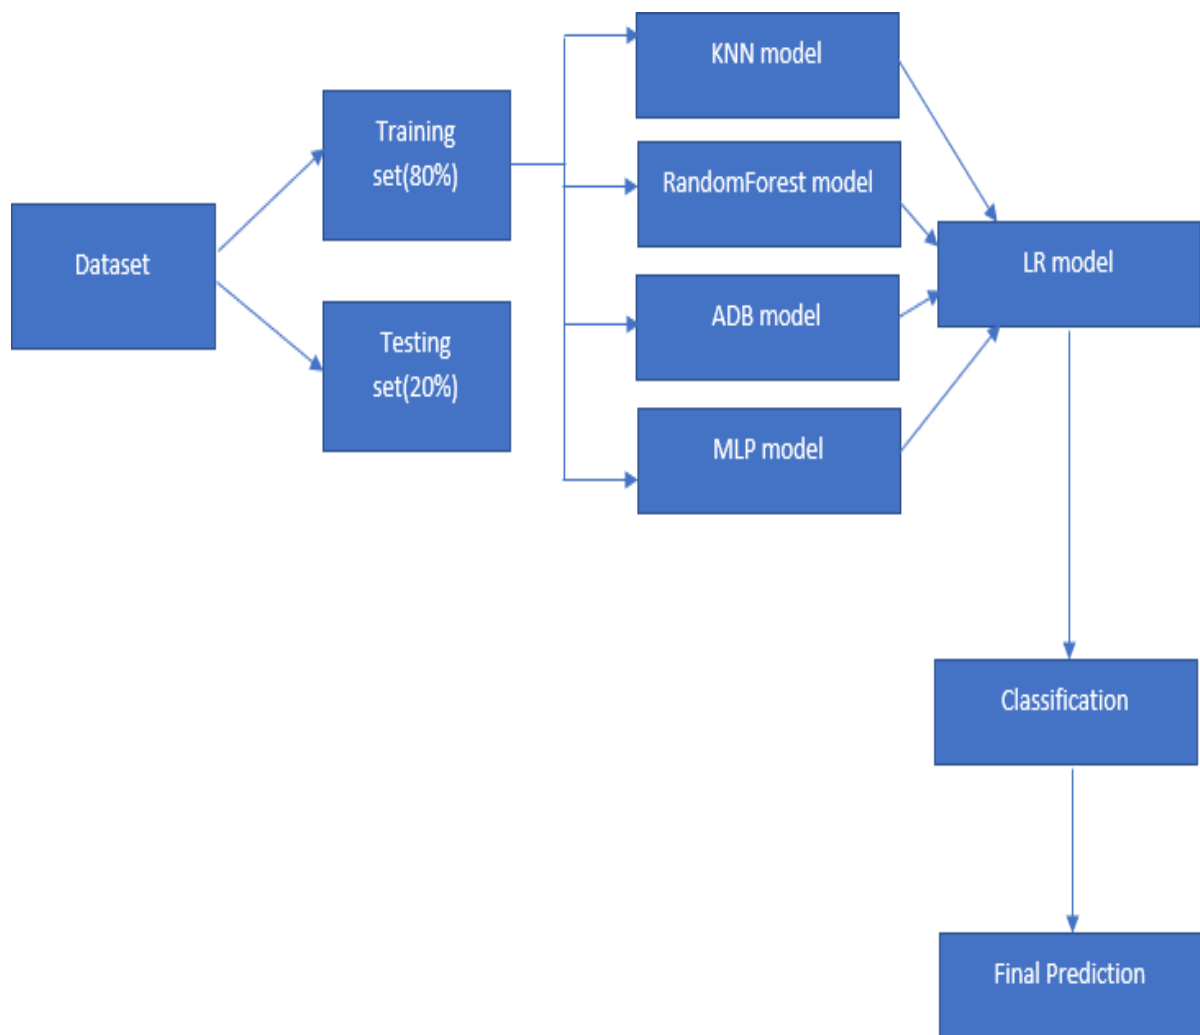 Dataset
Training
set(80%)
Testing
set(20%)
KNN model
RandomForest model
ADB model
MLP model
LR model
Classification
Final Prediction